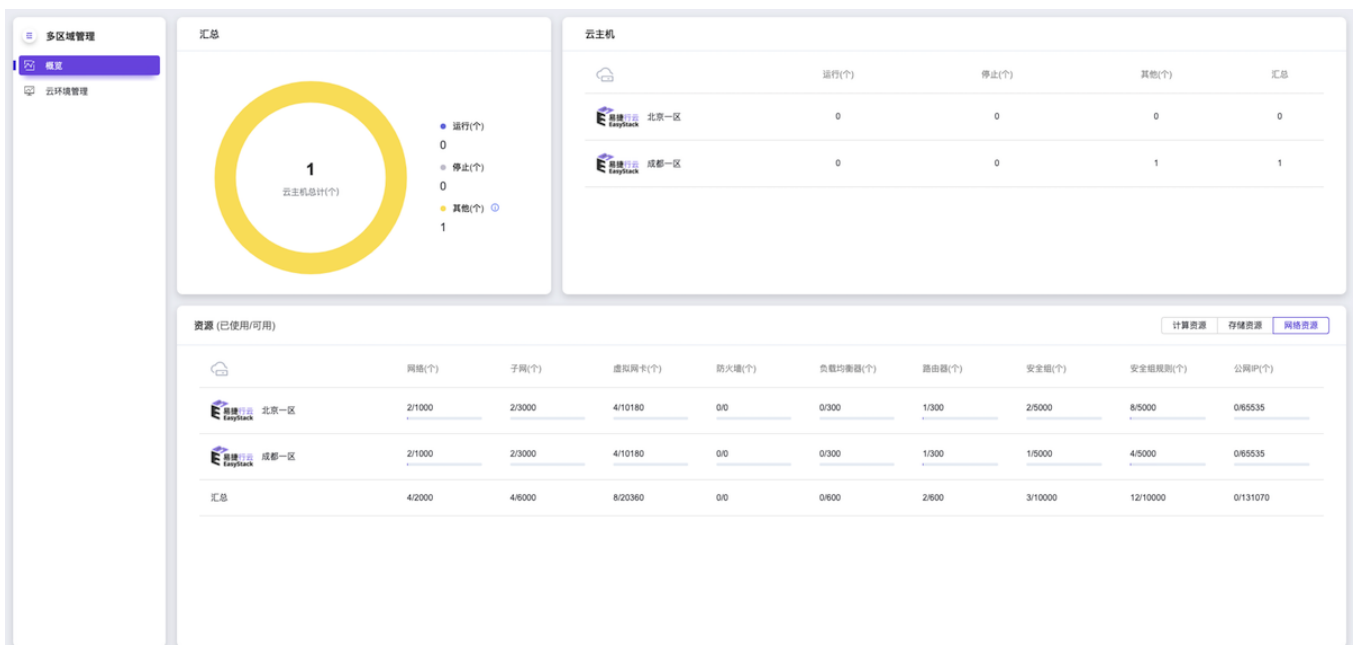 多区域管理
概览
云环境管理
汇总
1
云主机总计(个)
运行(个)
0
停止(个)
0
其他(个)
1
云主机
运行(个) 停止(个) 其他(个) 汇总
易捷行云 EasyStack 北京一区 0 0 0 0
易捷行云 EasyStack 成都一区 0 0 1 1
资源 (已使用/可用)
计算资源 存储资源 网络资源
网络(个) 子网(个) 虚拟网卡(个) 防火墙(个) 负载均衡器(个) 路由器(个) 安全组(个) 安全组规则(个) 公网IP(个)
易捷行云 EasyStack 北京一区 2/1000 2/3000 4/10180 0/0 0/300 1/300 2/5000 8/5000 0/65535
易捷行云 EasyStack 成都一区 2/1000 2/3000 4/10180 0/0 0/300 1/300 1/5000 4/5000 0/65535
汇总 4/2000 4/6000 8/20360 0/0 0/600 2/600 3/10000 12/10000 0/131070